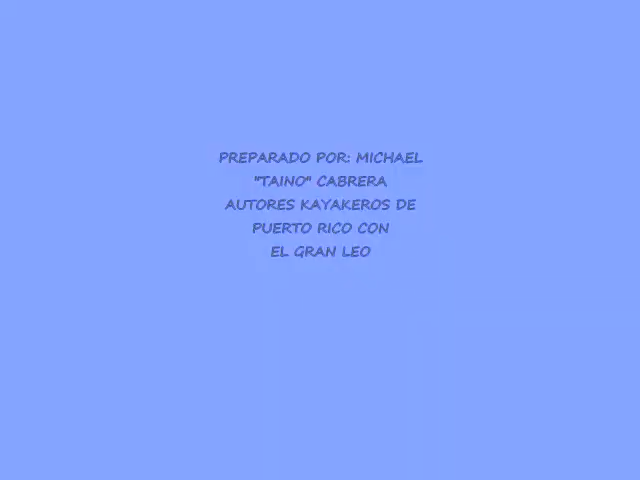 PREPARADO POR: MICHAEL
"TAINO" CABRERA
AUTORES KAYAKEROS DE
PUERTO RICO CON
EL GRAN LEO